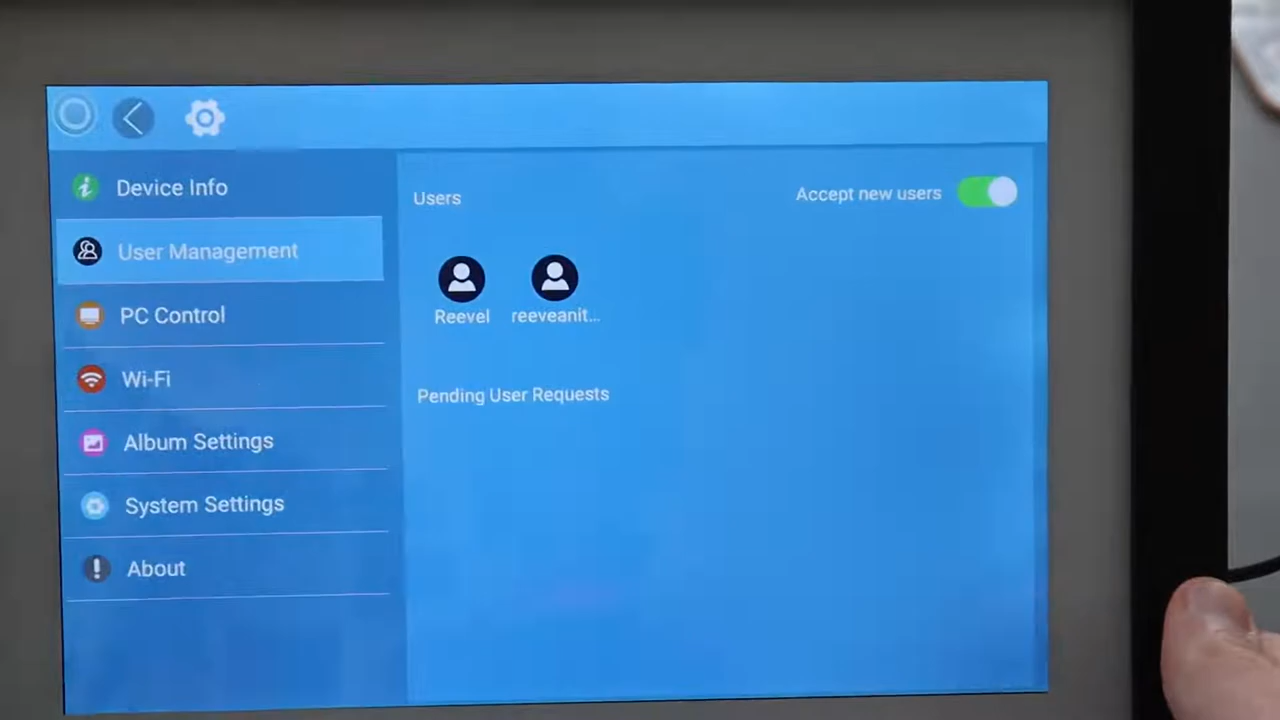 Device Info
User Management
PC Control
Wi-Fi
Album Settings
System Settings
About
Users
Accept new users
Reevel
reeveanit...
Pending User Requests